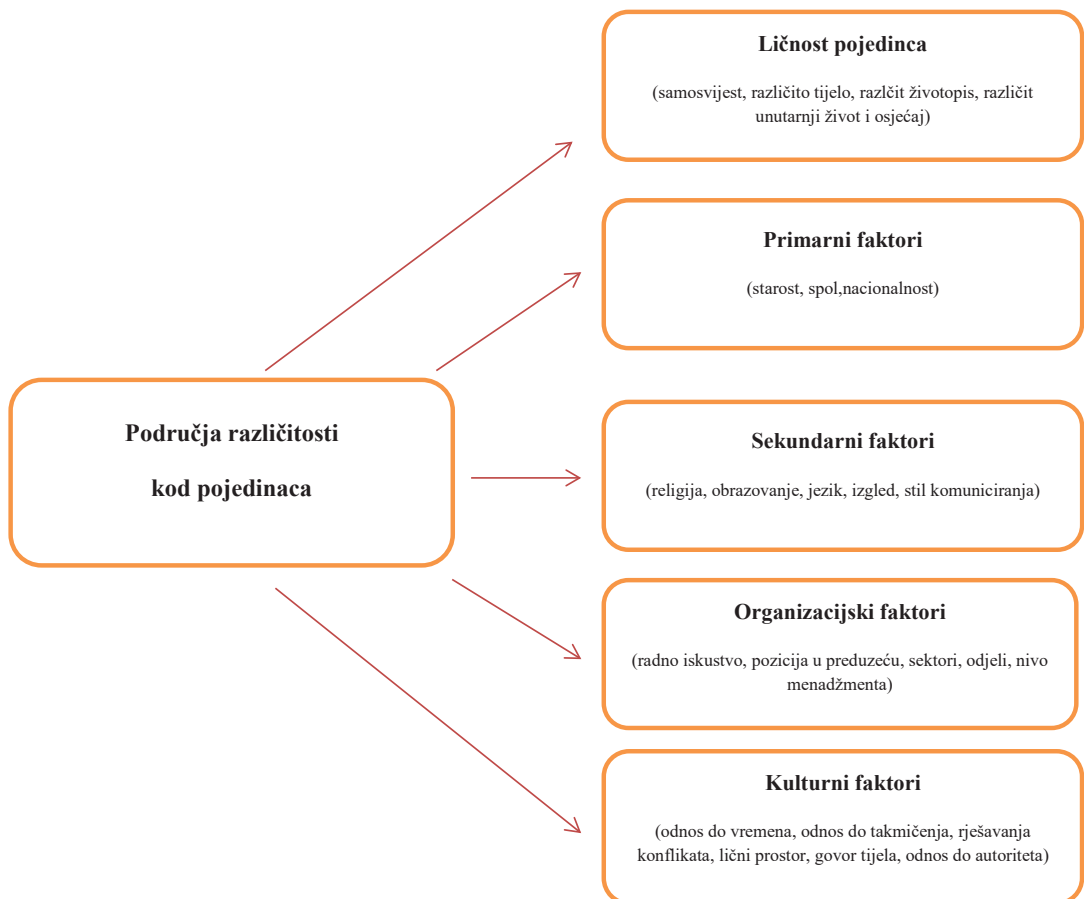 Ličnost pojedinca
(samosvijest, različito tijelo, razlčit životopis, različit
unutarnji život i osjećaj)
Primarni faktori
(starost, spol,nacionalnost)
Područja različitosti
kod pojedinaca
Sekundarni faktori
(religija, obrazovanje, jezik, izgled, stil komuniciranja)
Organizacijski faktori
(radno iskustvo, pozicija u preduzeću, sektori, odjeli, nivo
menadžmenta)
Kulturni faktori
(odnos do vremena, odnos do takmičenja, rješavanja
konflikata, lični prostor, govor tijela, odnos do autoriteta)